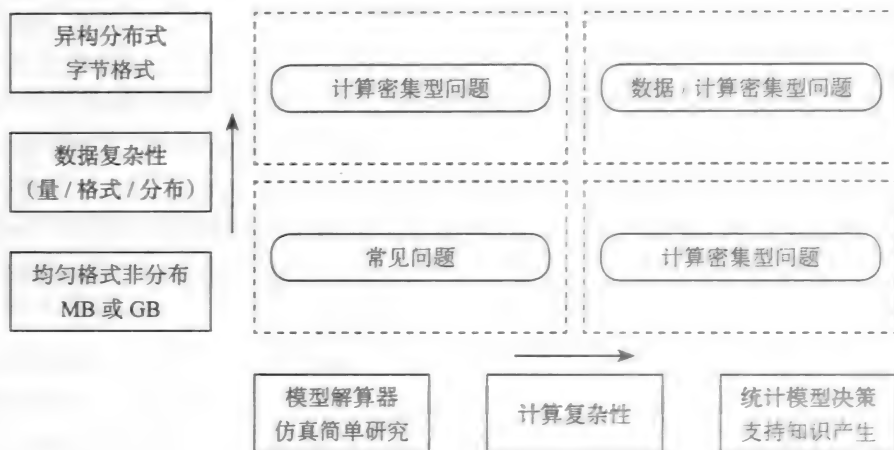 异构分布式
字节格式
计算密集型问题
数据 计算密集型问题
数据复杂性
(量/格式/分布)
均匀格式非分布
MB 或 GB
常见问题
计算密集型问题
模型解算器
仿真简单研究
计算复杂性
统计模型决策
支持知识产生